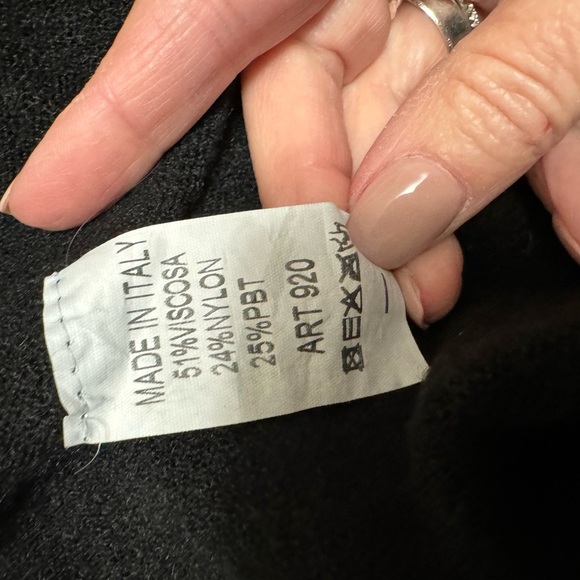 MADE IN ITALY
51%VISCOSA
24%NYLON
25%PBT
ART 920